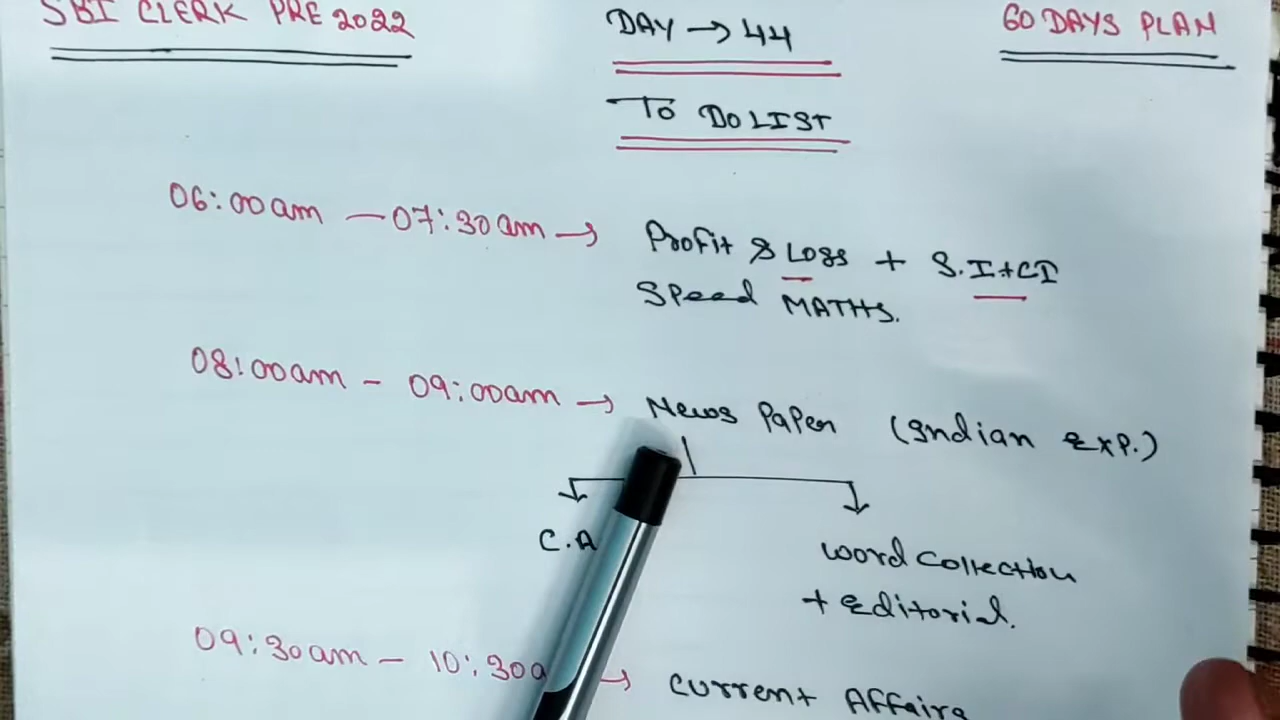 SBI CLERK PRE 2022
DAY → 44
60 DAYS PLAN
TO DO LIST
06:00am — 07:30am → Profit & Loss + S.I+CI
Speed MATHS.
08:00am - 09:00am → News Paper (Indian Exp.)
C.A
Word Collection
+ Editorial.
09:30am - 10:30a → Current Affairs